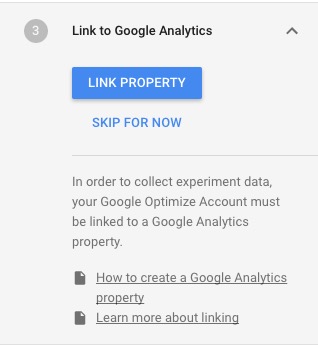 3 Link to Google Analytics
LINK PROPERTY
SKIP FOR NOW
In order to collect experiment data,
your Google Optimize Account must
be linked to a Google Analytics
property.
How to create a Google Analytics
property
Learn more about linking